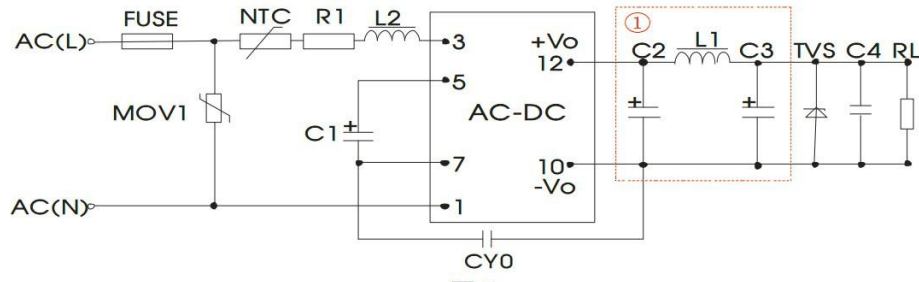 FUSE NTC R1 L2 ① L1
AC(L) 3 +Vo C2 C3 TVS C4 RL
12
5 + +
MOV1 + AC-DC
C1
7 10
-Vo
AC(N) 1
CY0